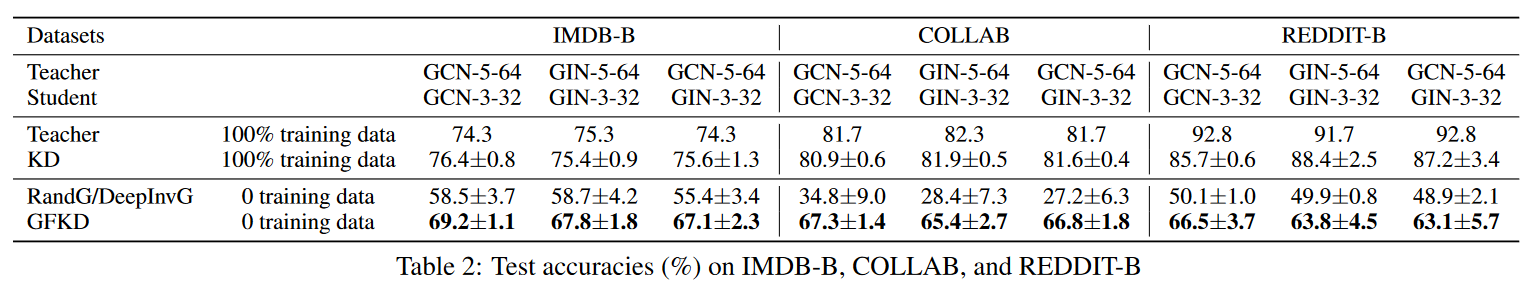 Datasets IMDB-B COLLAB REDDIT-B
Teacher GCN-5-64 GIN-5-64 GCN-5-64 GCN-5-64 GIN-5-64 GCN-5-64 GCN-5-64 GIN-5-64 GCN-5-64
Student GCN-3-32 GIN-3-32 GIN-3-32 GCN-3-32 GIN-3-32 GIN-3-32 GCN-3-32 GIN-3-32 GIN-3-32
Teacher 100% training data 74.3 75.3 74.3 81.7 82.3 81.7 92.8 91.7 92.8
KD 100% training data 76.4±0.8 75.4±0.9 75.6±1.3 80.9±0.6 81.9±0.5 81.6±0.4 85.7±0.6 88.4±2.5 87.2±3.4
RandG/DeepInvG 0 training data 58.5±3.7 58.7±4.2 55.4±3.4 34.8±9.0 28.4±7.3 27.2±6.3 50.1±1.0 49.9±0.8 48.9±2.1
GFKD 0 training data 69.2±1.1 67.8±1.8 67.1±2.3 67.3±1.4 65.4±2.7 66.8±1.8 66.5±3.7 63.8±4.5 63.1±5.7
Table 2: Test accuracies (%) on IMDB-B, COLLAB, and REDDIT-B